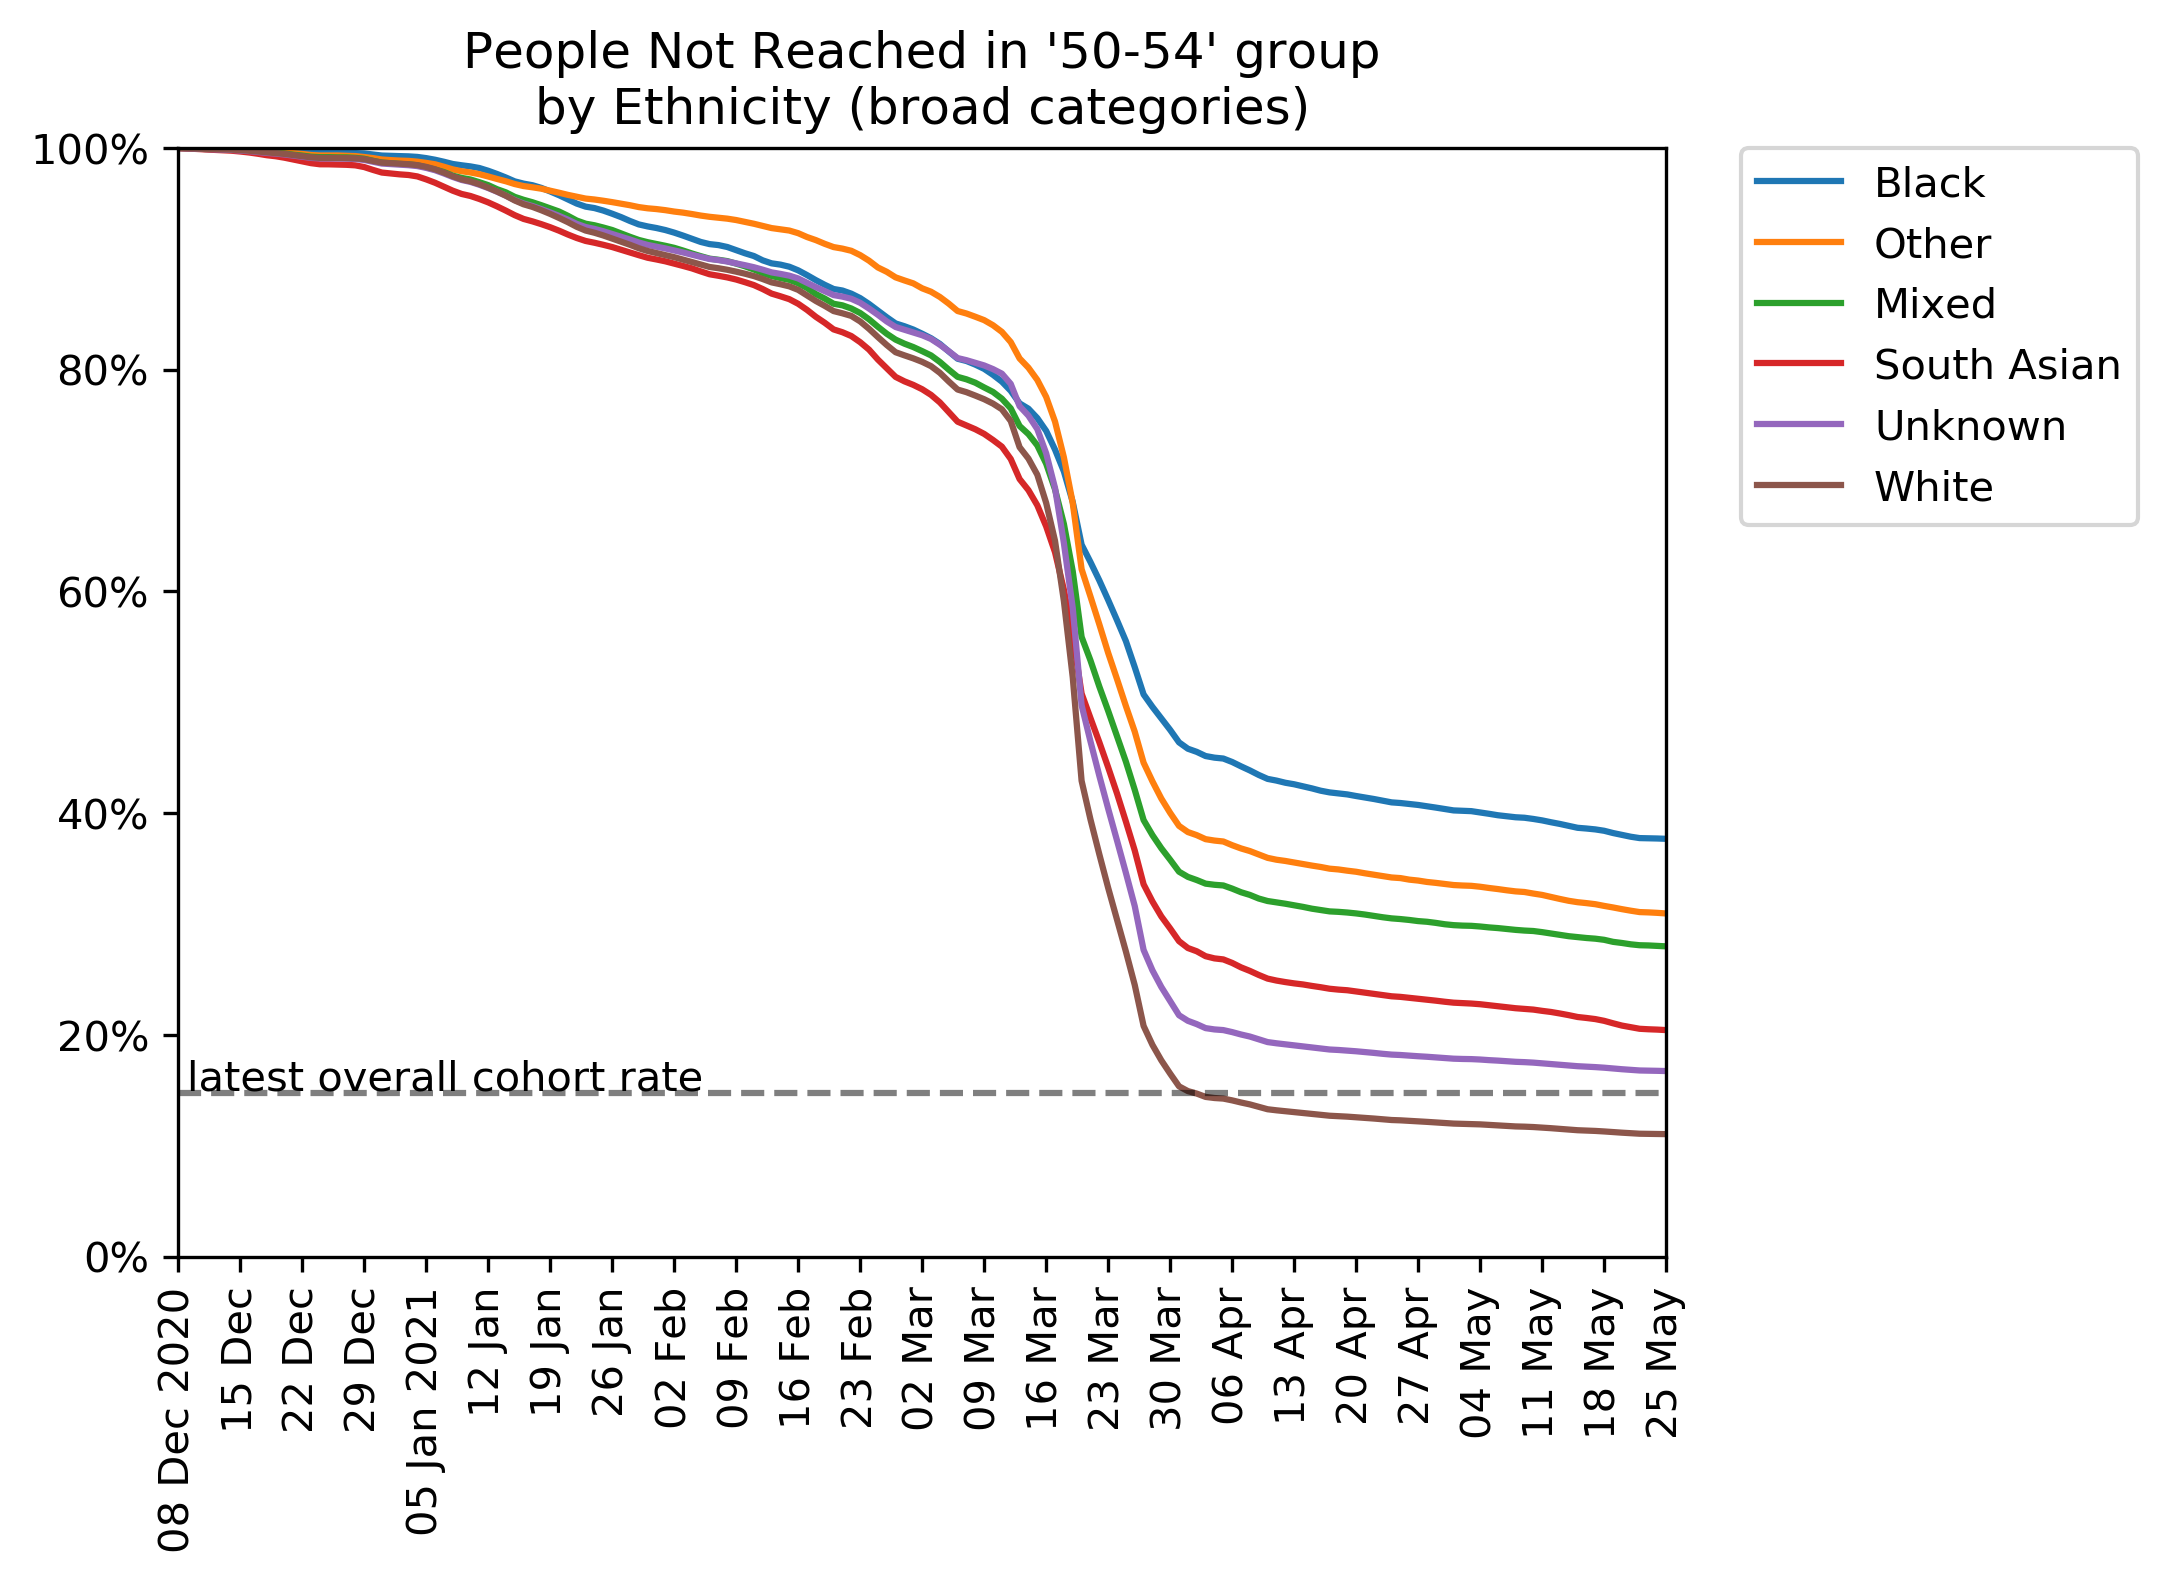 People Not Reached in '50-54' group
by Ethnicity (broad categories)
100%
80%
60%
40%
20%
0%
latest overall cohort rate
08 Dec 2020
15 Dec
22 Dec
29 Dec
05 Jan 2021
12 Jan
19 Jan
26 Jan
02 Feb
09 Feb
16 Feb
23 Feb
02 Mar
09 Mar
16 Mar
23 Mar
30 Mar
06 Apr
13 Apr
20 Apr
27 Apr
04 May
11 May
18 May
25 May
Black
Other
Mixed
South Asian
Unknown
White